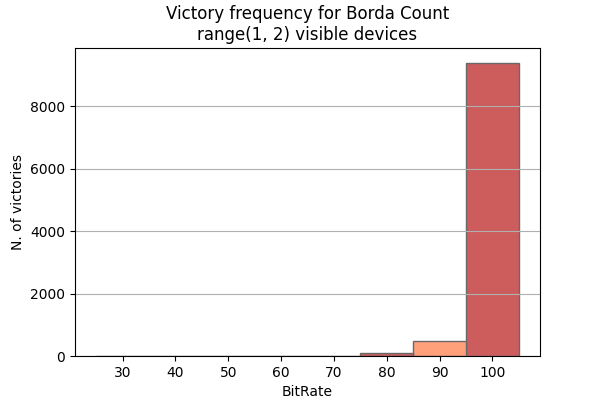 Victory frequency for Borda Count
range(1, 2) visible devices
8000
6000
4000
2000
0
N. of victories
30 40 50 60 70 80 90 100
BitRate